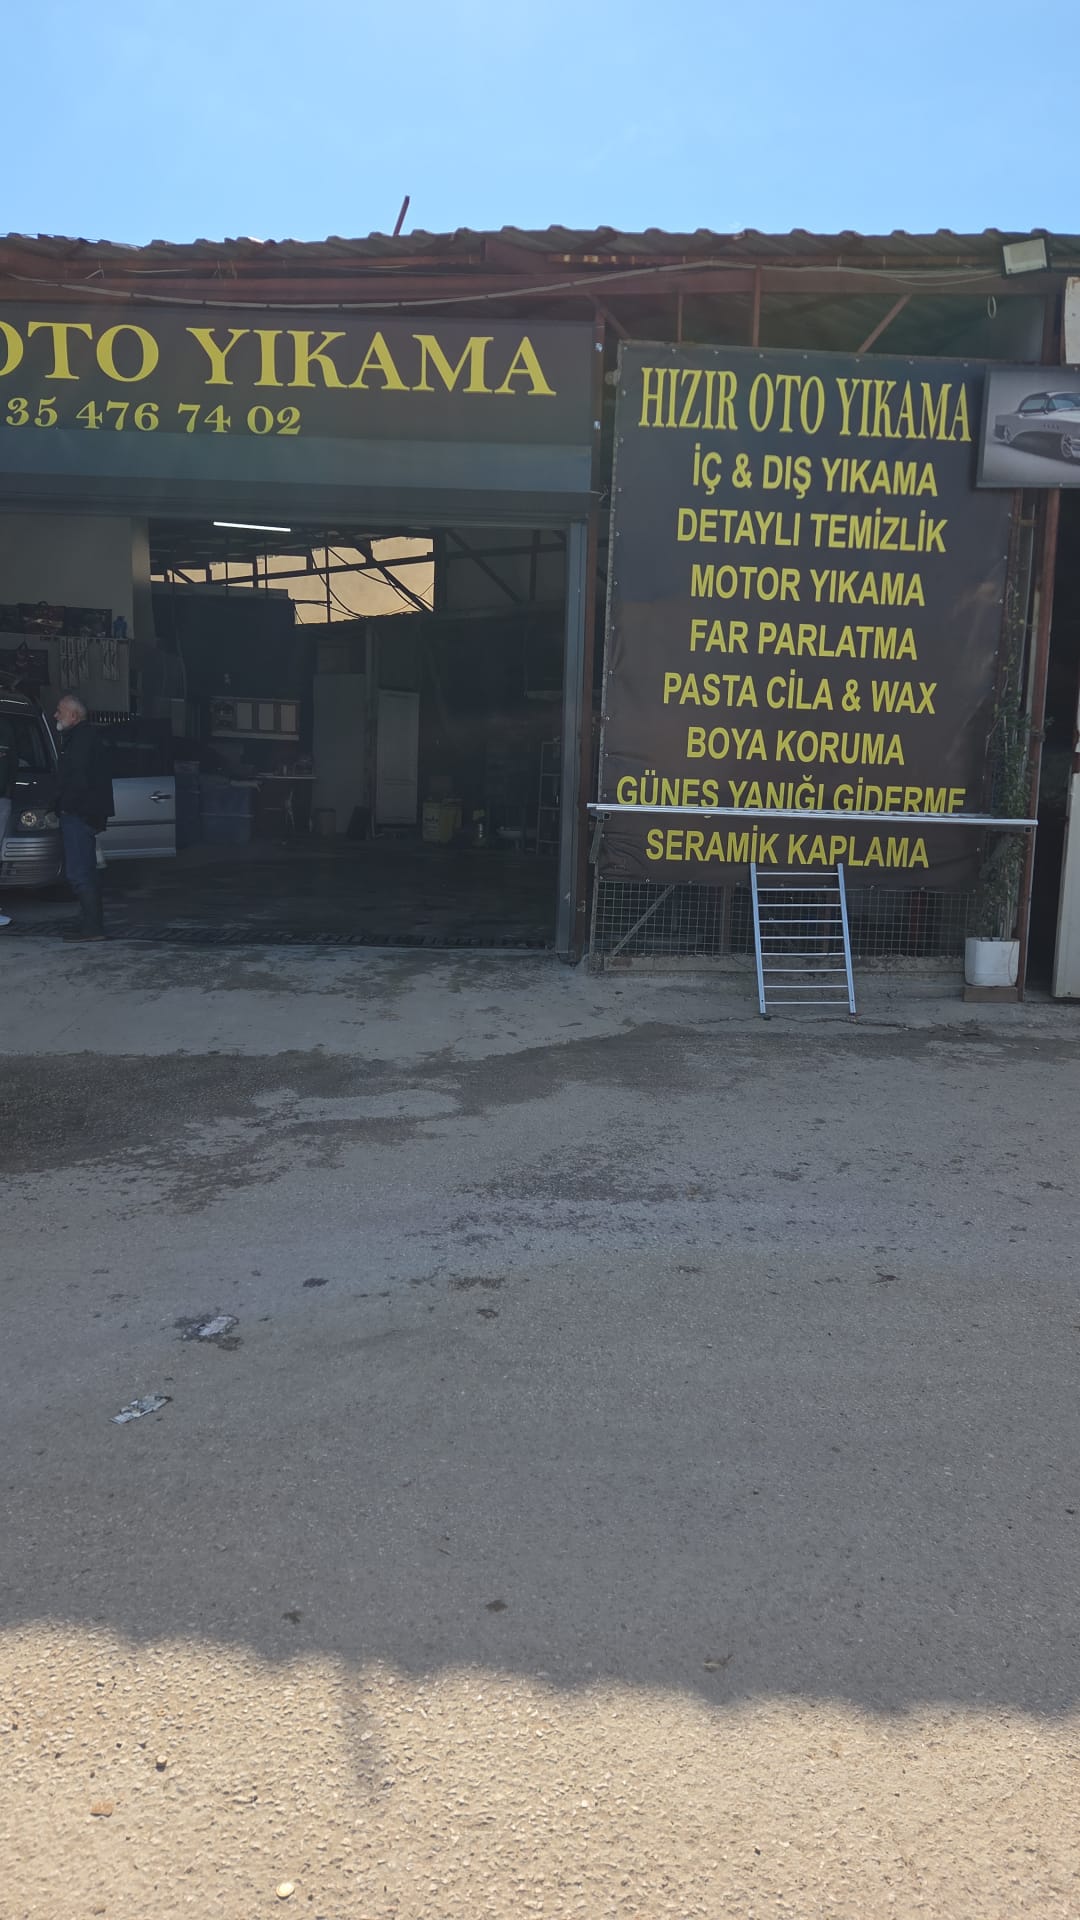 OTO YIKAMA
35 476 74 02
HIZIR OTO YIKAMA
İÇ & DIŞ YIKAMA
DETAYLI TEMİZLİK
MOTOR YIKAMA
FAR PARLATMA
PASTA CİLA & WAX
BOYA KORUMA
GÜNEŞ YANIĞI GİDERME
SERAMİK KAPLAMA